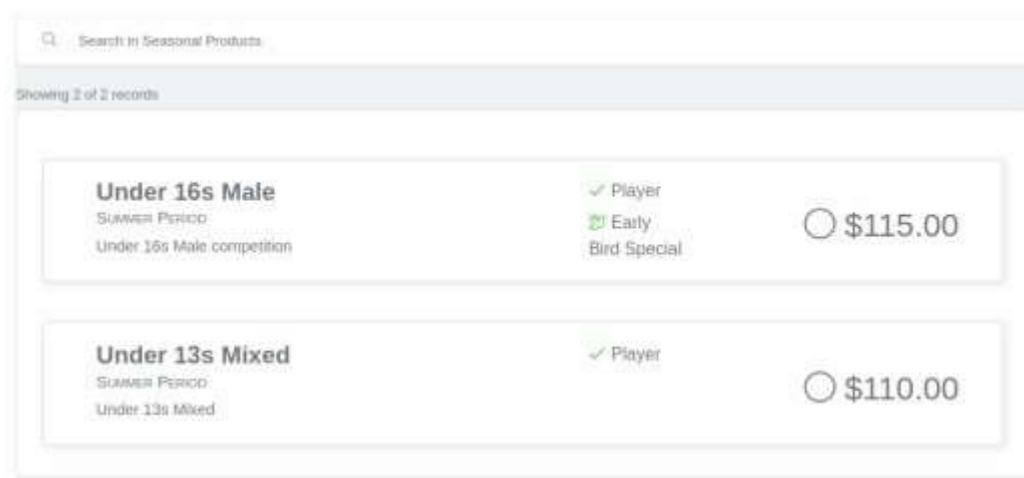 Search in Seasonal Products
Showing 2 of 2 records
Under 16s Male
SUMMER PERIOD
Under 16s Male competition
Player
Early
Bird Special
$115.00
Under 13s Mixed
SUMMER PERIOD
Under 13s Mixed
Player
$110.00